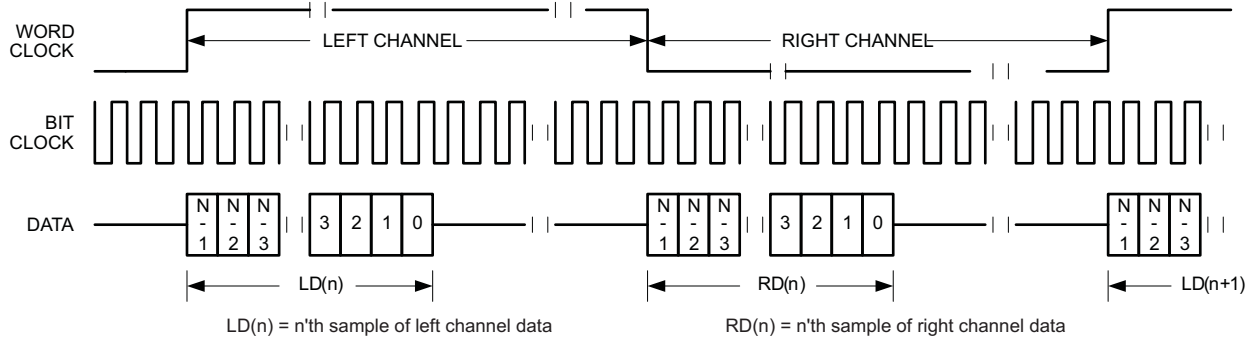 WORD
CLOCK
LEFT CHANNEL
RIGHT CHANNEL
BIT
CLOCK
DATA
N-1 N-2 N-3 3 2 1 0 N-1 N-2 N-3 3 2 1 0 N-1 N-2 N-3
LD(n) RD(n) LD(n+1)
LD(n) = n'th sample of left channel data
RD(n) = n'th sample of right channel data